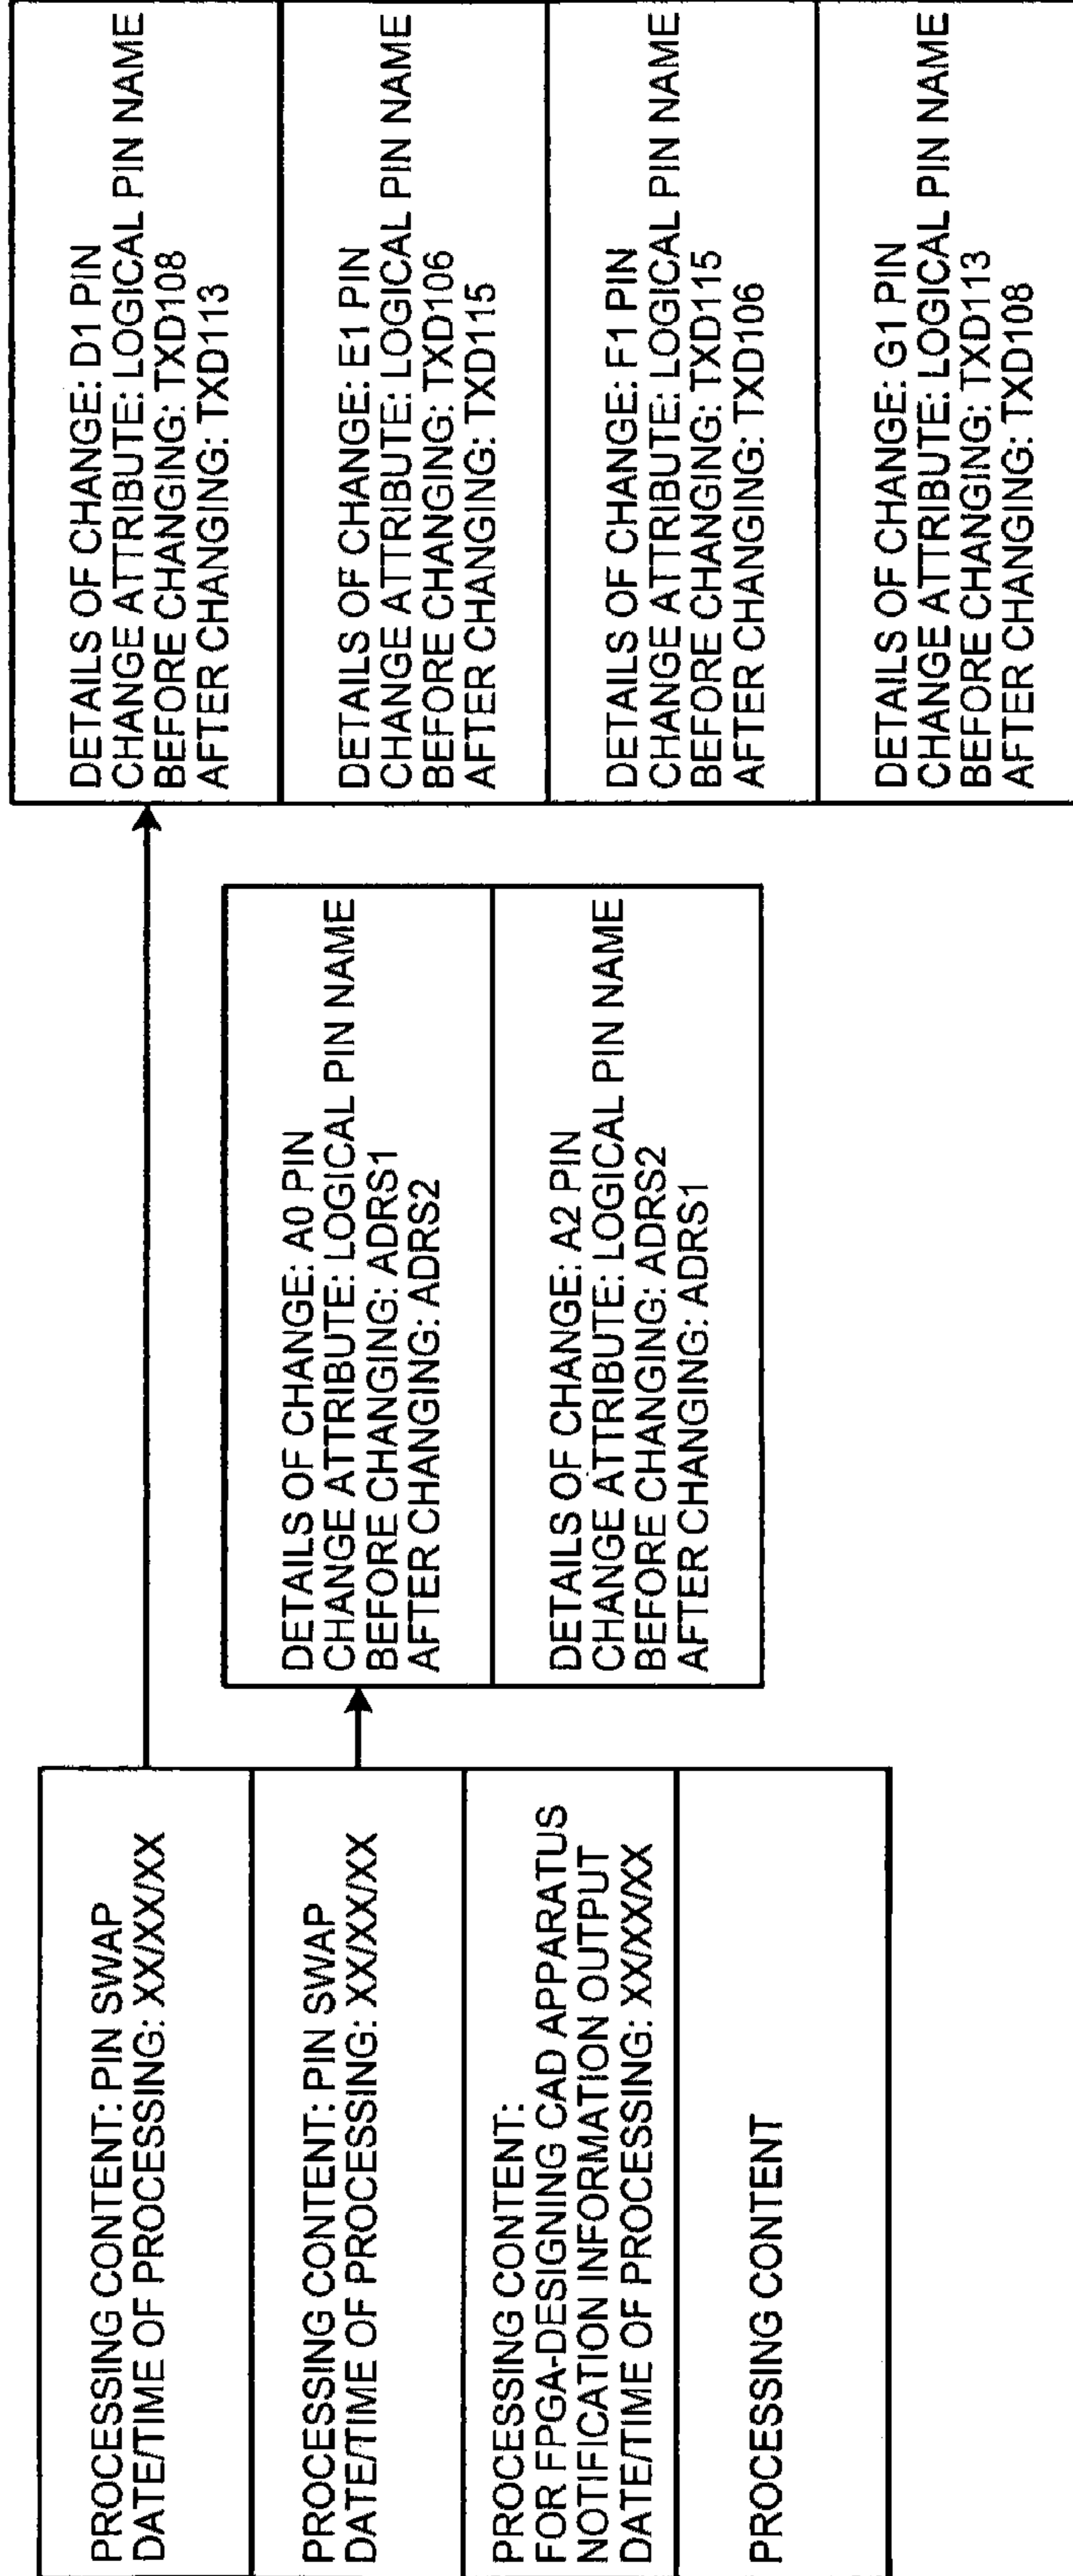 PROCESSING CONTENT: PIN SWAP
DATE/TIME OF PROCESSING: XX/XX/XX
PROCESSING CONTENT: PIN SWAP
DATE/TIME OF PROCESSING: XX/XX/XX
PROCESSING CONTENT:
FOR FPGA-DESIGNING CAD APPARATUS
NOTIFICATION INFORMATION OUTPUT
DATE/TIME OF PROCESSING: XX/XX/XX
PROCESSING CONTENT
DETAILS OF CHANGE: A0 PIN
CHANGE ATTRIBUTE: LOGICAL PIN NAME
BEFORE CHANGING: ADRS1
AFTER CHANGING: ADRS2
DETAILS OF CHANGE: A2 PIN
CHANGE ATTRIBUTE: LOGICAL PIN NAME
BEFORE CHANGING: ADRS2
AFTER CHANGING: ADRS1
DETAILS OF CHANGE: D1 PIN
CHANGE ATTRIBUTE: LOGICAL PIN NAME
BEFORE CHANGING: TXD108
AFTER CHANGING: TXD113
DETAILS OF CHANGE: E1 PIN
CHANGE ATTRIBUTE: LOGICAL PIN NAME
BEFORE CHANGING: TXD106
AFTER CHANGING: TXD115
DETAILS OF CHANGE: F1 PIN
CHANGE ATTRIBUTE: LOGICAL PIN NAME
BEFORE CHANGING: TXD115
AFTER CHANGING: TXD106
DETAILS OF CHANGE: G1 PIN
CHANGE ATTRIBUTE: LOGICAL PIN NAME
BEFORE CHANGING: TXD113
AFTER CHANGING: TXD108